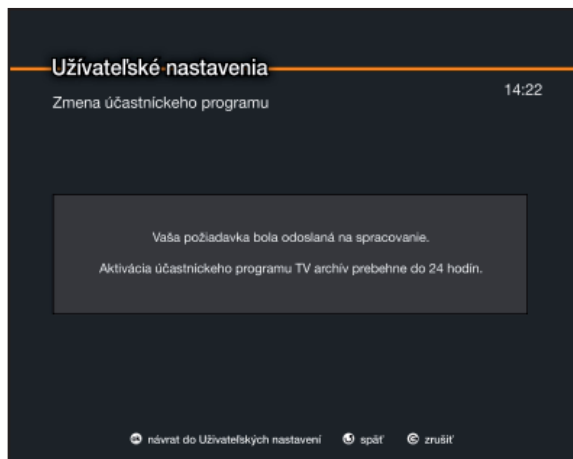 Užívateľské nastavenia
14:22
Zmena účastníckeho programu
Vaša požiadavka bola odoslaná na spracovanie.
Aktivácia účastníckeho programu TV archív prebehne do 24 hodín.
návrat do Užívateľských nastavení späť zrušiť